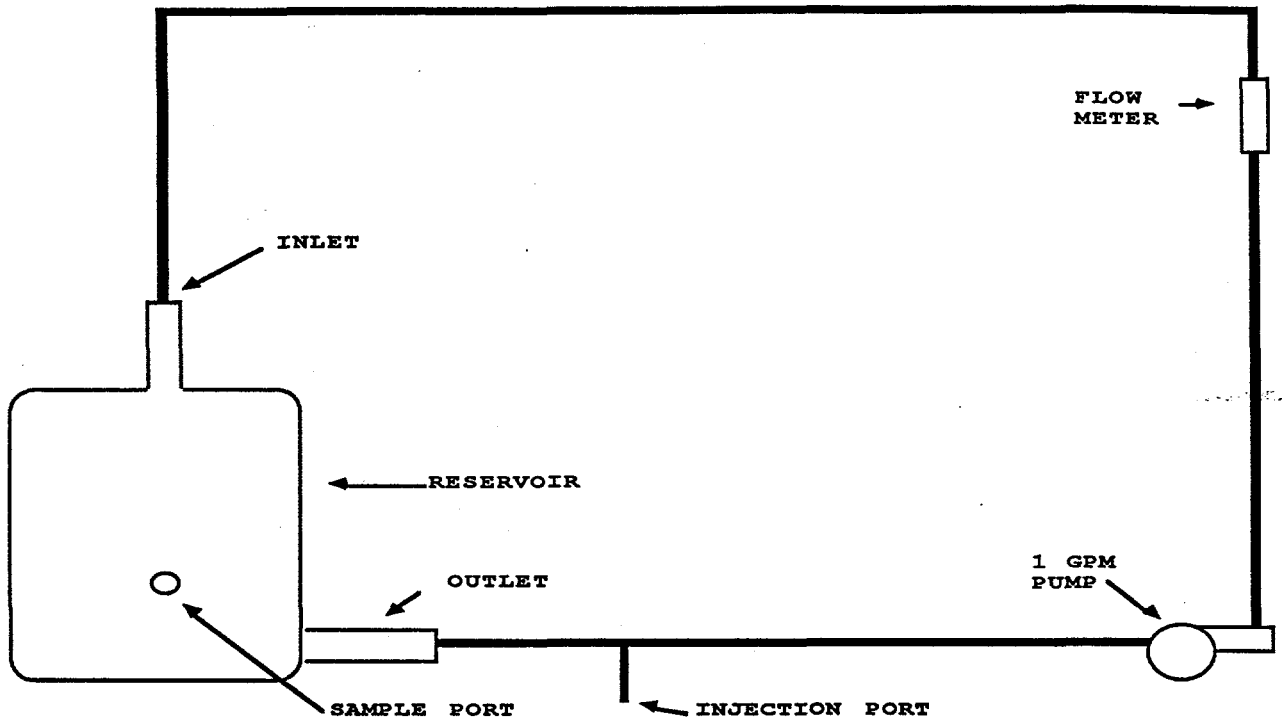 FLOW
METER
INLET
RESERVOIR
1 GPM
PUMP
OUTLET
SAMPLE PORT
INJECTION PORT